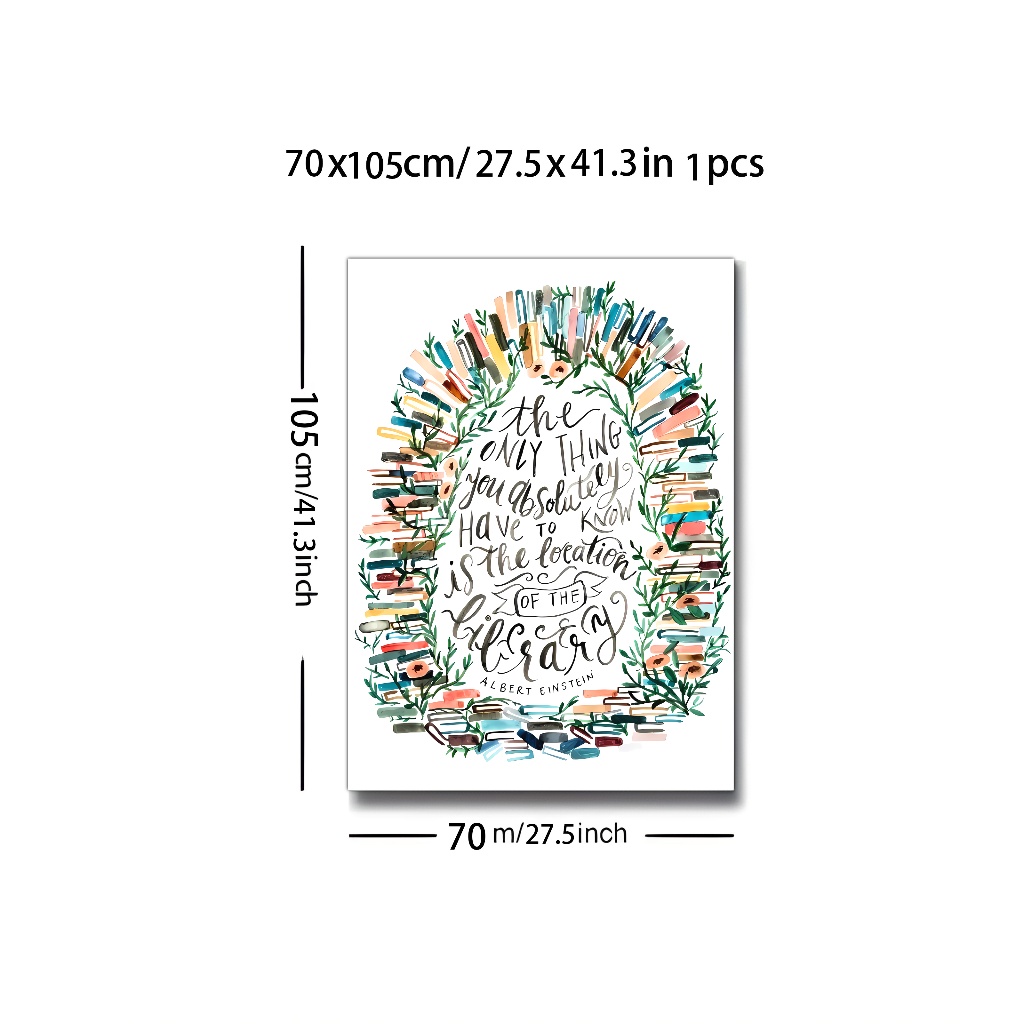 70x105cm/ 27.5x41.3in 1pcs
105cm/41.3inch
the
ONLY THING
you absolutely
HAVE TO KNOW
is the location
OF THE
library
ALBERT EINSTEIN
70 m/27.5inch